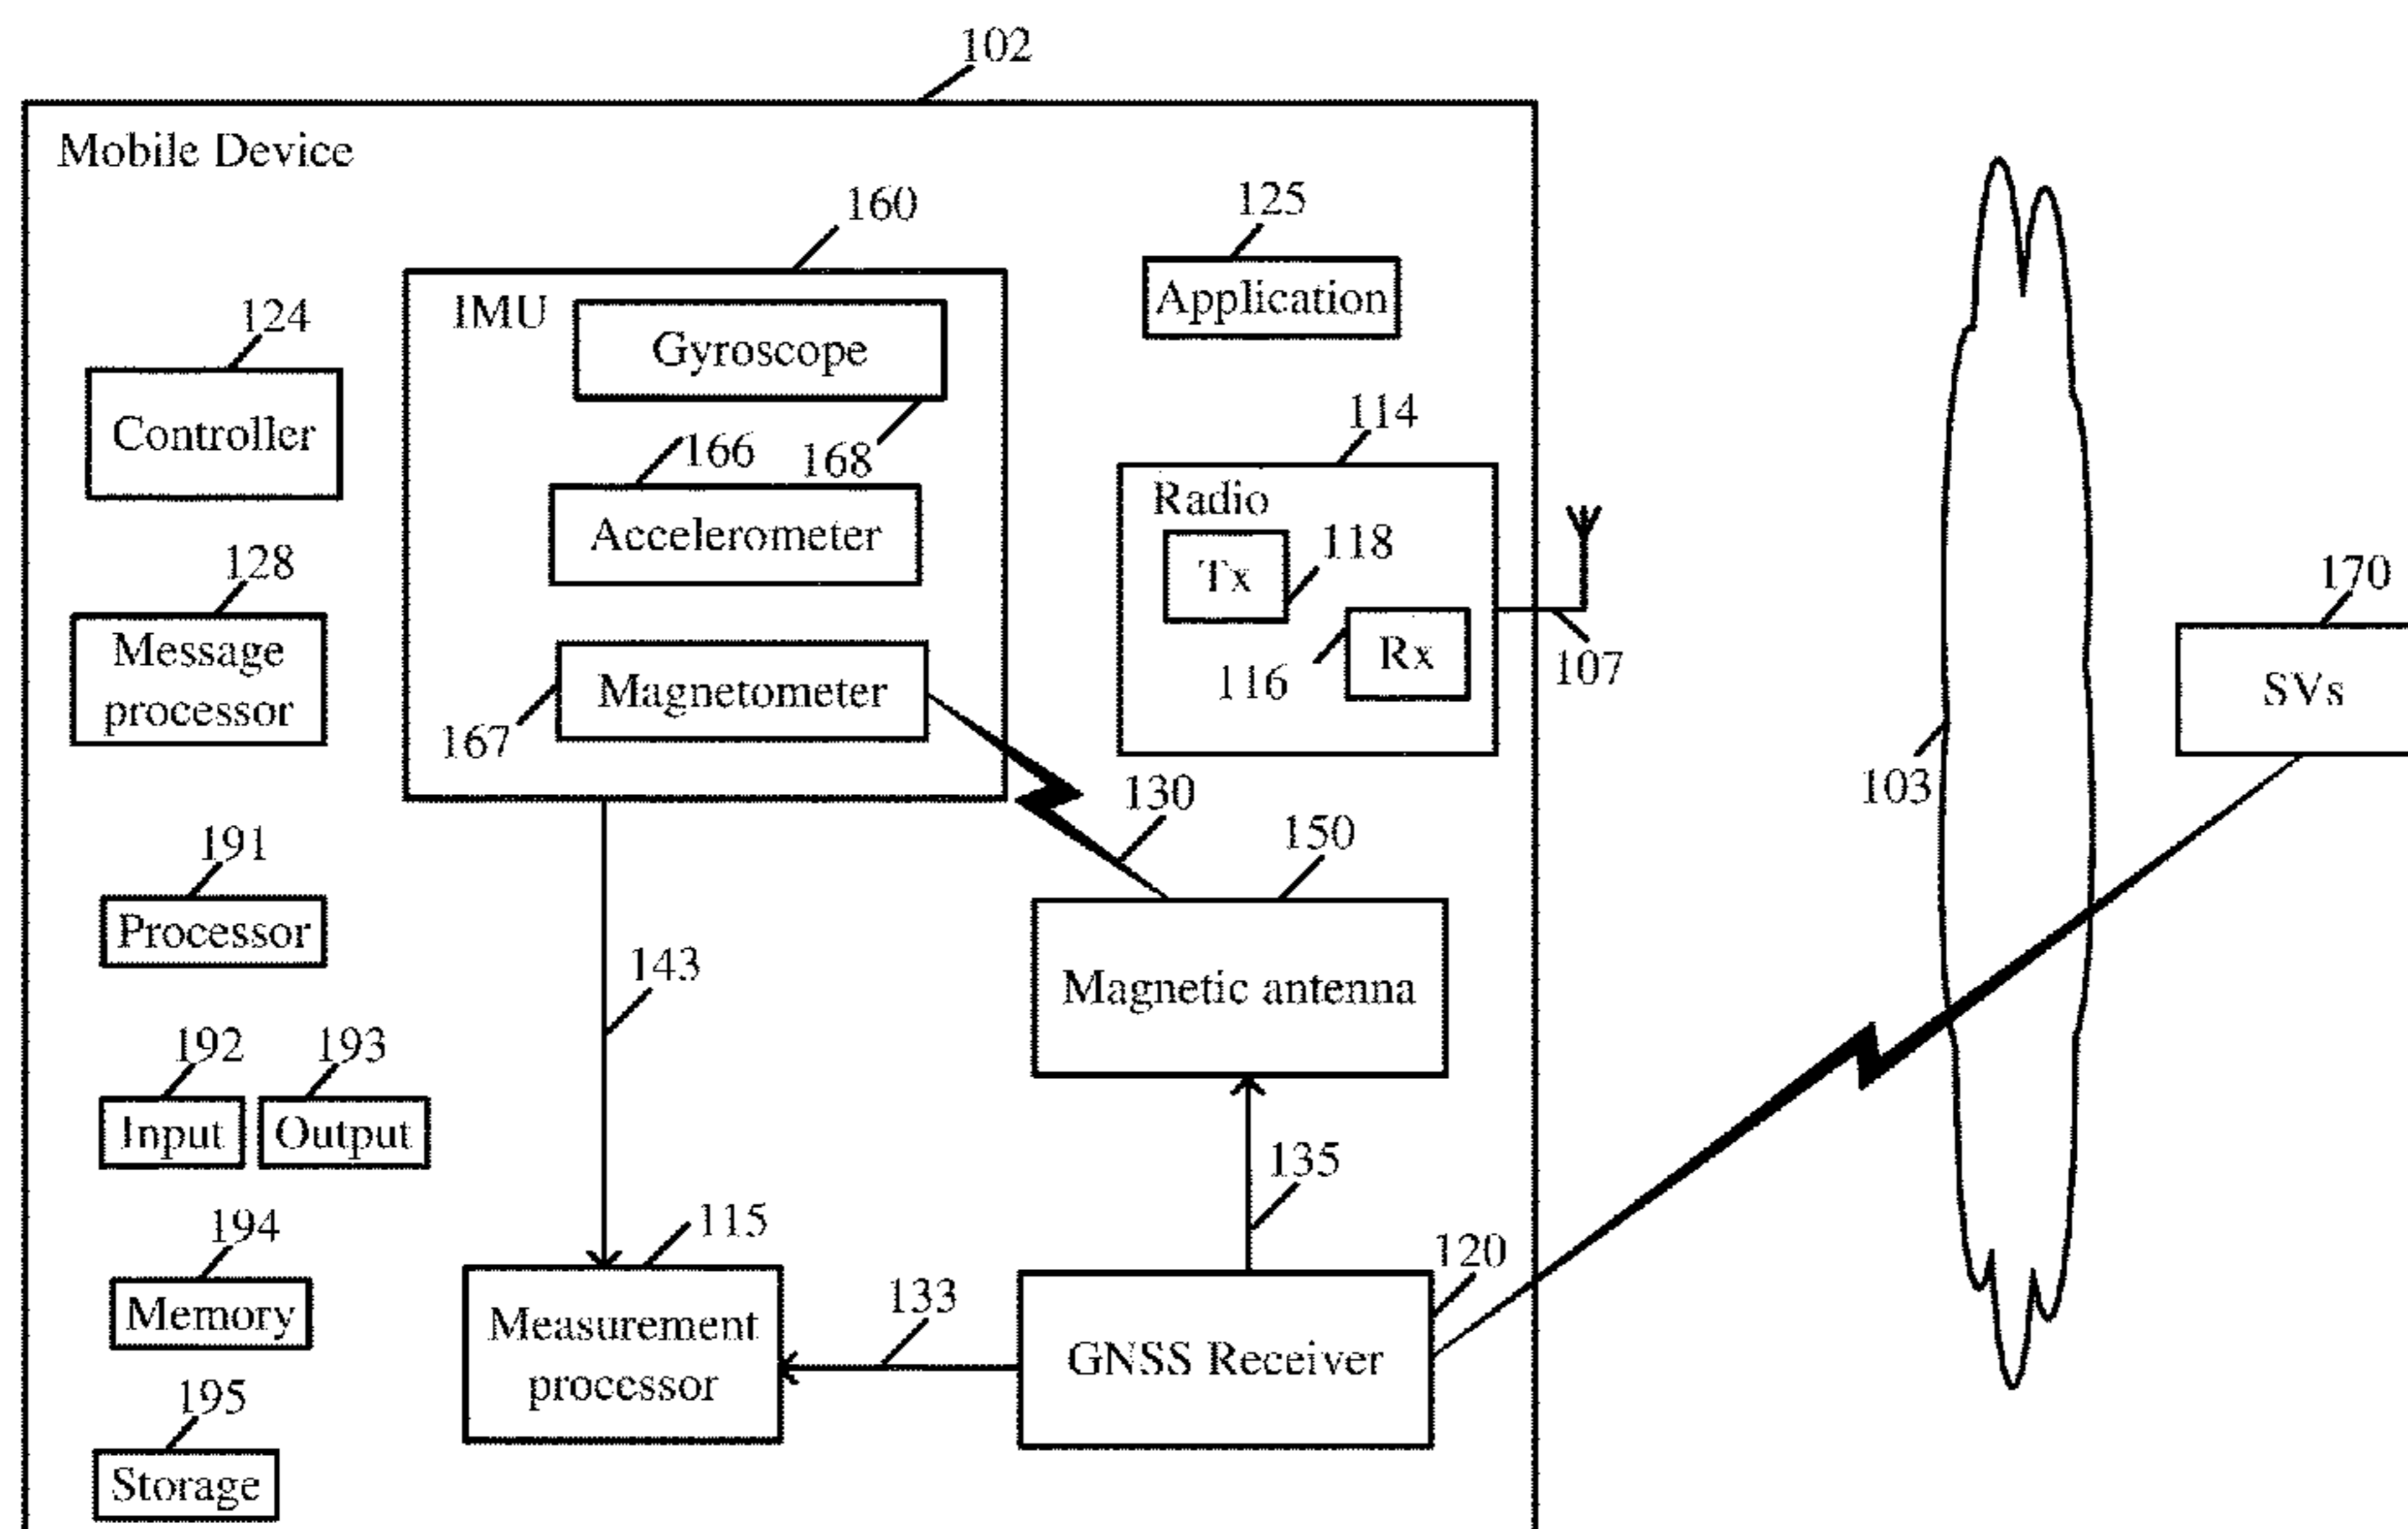 102
Mobile Device
160
125
IMU
Gyroscope
Application
124
Controller
166
168
114
Accelerometer
Radio
Tx
118
128
Message
processor
Rx
116
107
170
SVs
Magnetometer
167
130
103
150
191
Processor
143
Magnetic antenna
192
193
Input
Output
135
194
115
120
Memory
Measurement
processor
133
GNSS Receiver
195
Storage